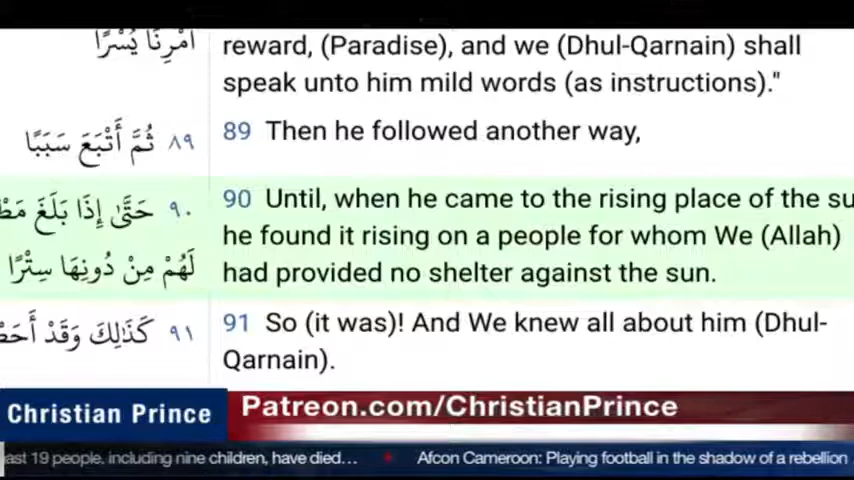 أَمْرِنَا يُسْرًا
reward, (Paradise), and we (Dhul-Qarnain) shall
speak unto him mild words (as instructions)."
٨٩ ثُمَّ أَتْبَعَ سَبَبًا
89 Then he followed another way,
٩٠ حَتَّىٰ إِذَا بَلَغَ
لَهُمْ مِنْ دُونِهَا سِتْرًا
90 Until, when he came to the rising place of the su
he found it rising on a people for whom We (Allah)
had provided no shelter against the sun.
٩١ كَذَٰلِكَ وَقَدْ
91 So (it was)! And We knew all about him (Dhul-
Qarnain).
Christian Prince
Patreon.com/ChristianPrince
ast 19 people, including nine children, have died...
Afcon Cameroon: Playing football in the shadow of a rebellion